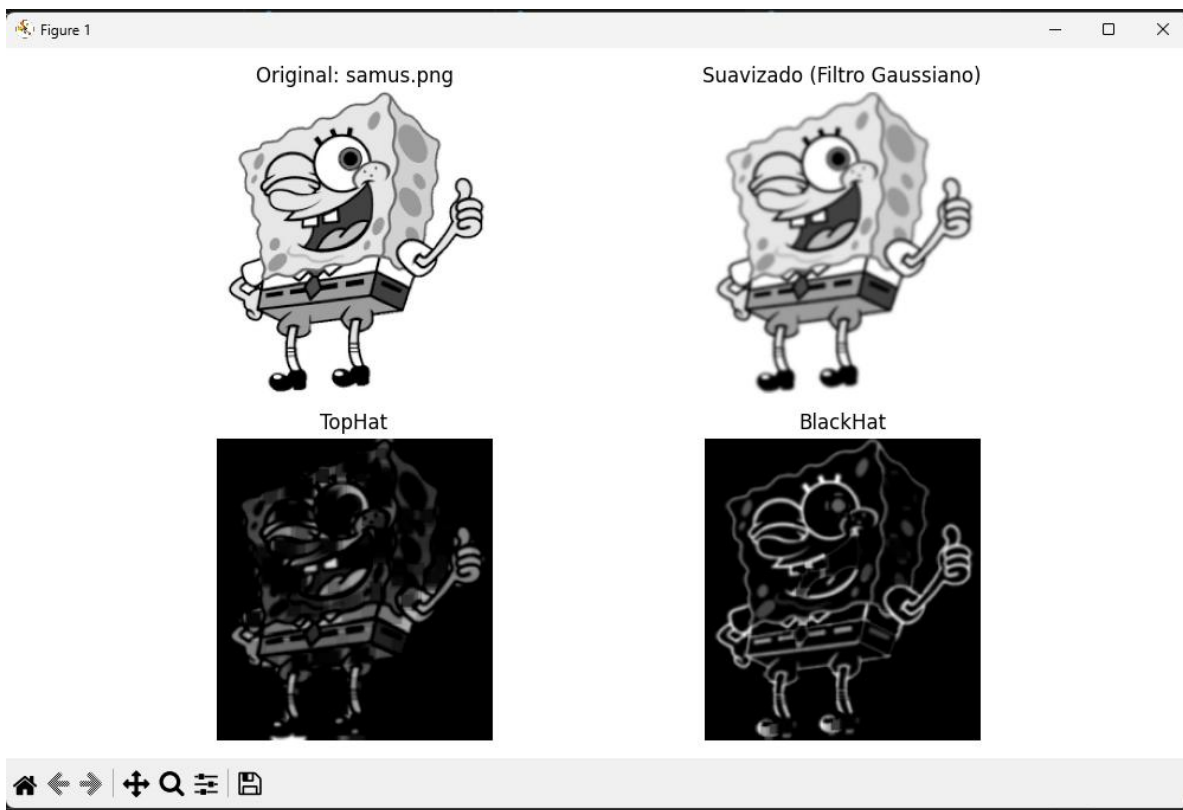 Figure 1
Original: samus.png
Suavizado (Filtro Gaussiano)
TopHat
BlackHat